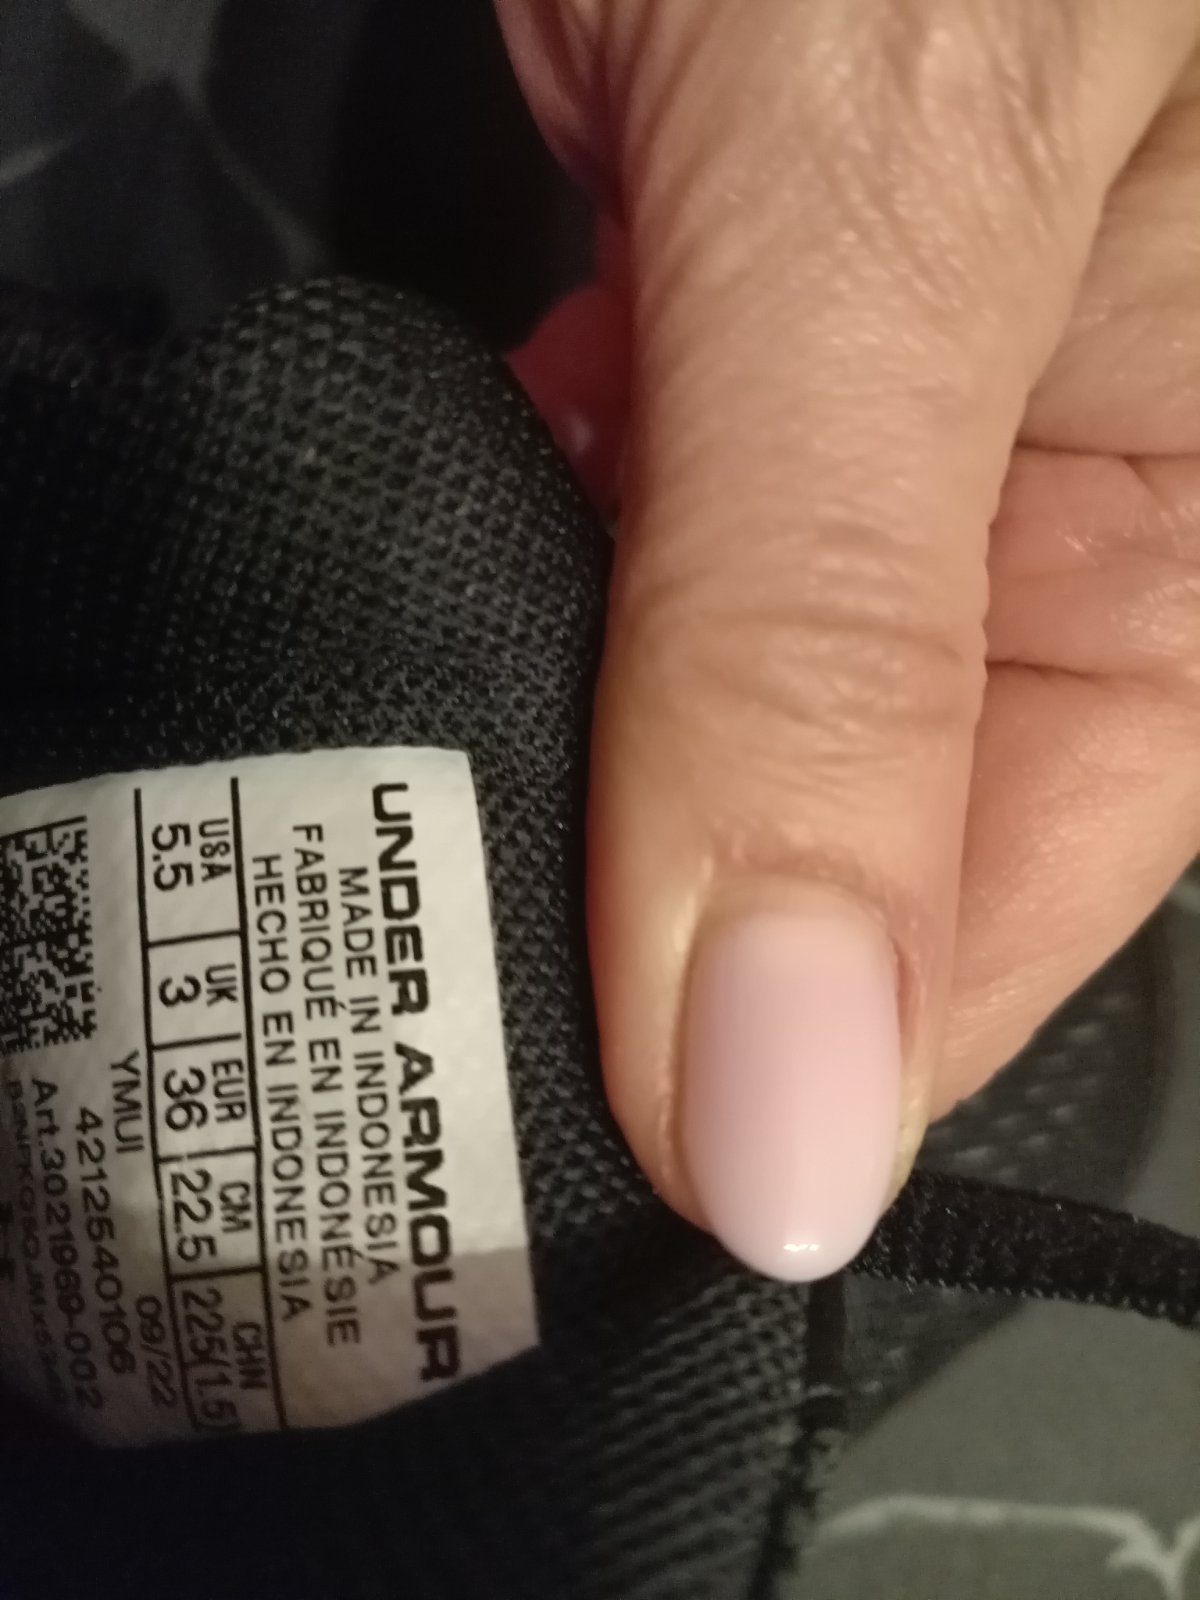 UNDER ARMOUR
MADE IN INDONESIA
FABRIQUÉ EN INDONÉSIE
HECHO EN INDONESIA
USA UK EUR CM CHN
5.5 3 36 22.5 225(1.5)
YMUI 09/22
4212540106
Art.3021969-002